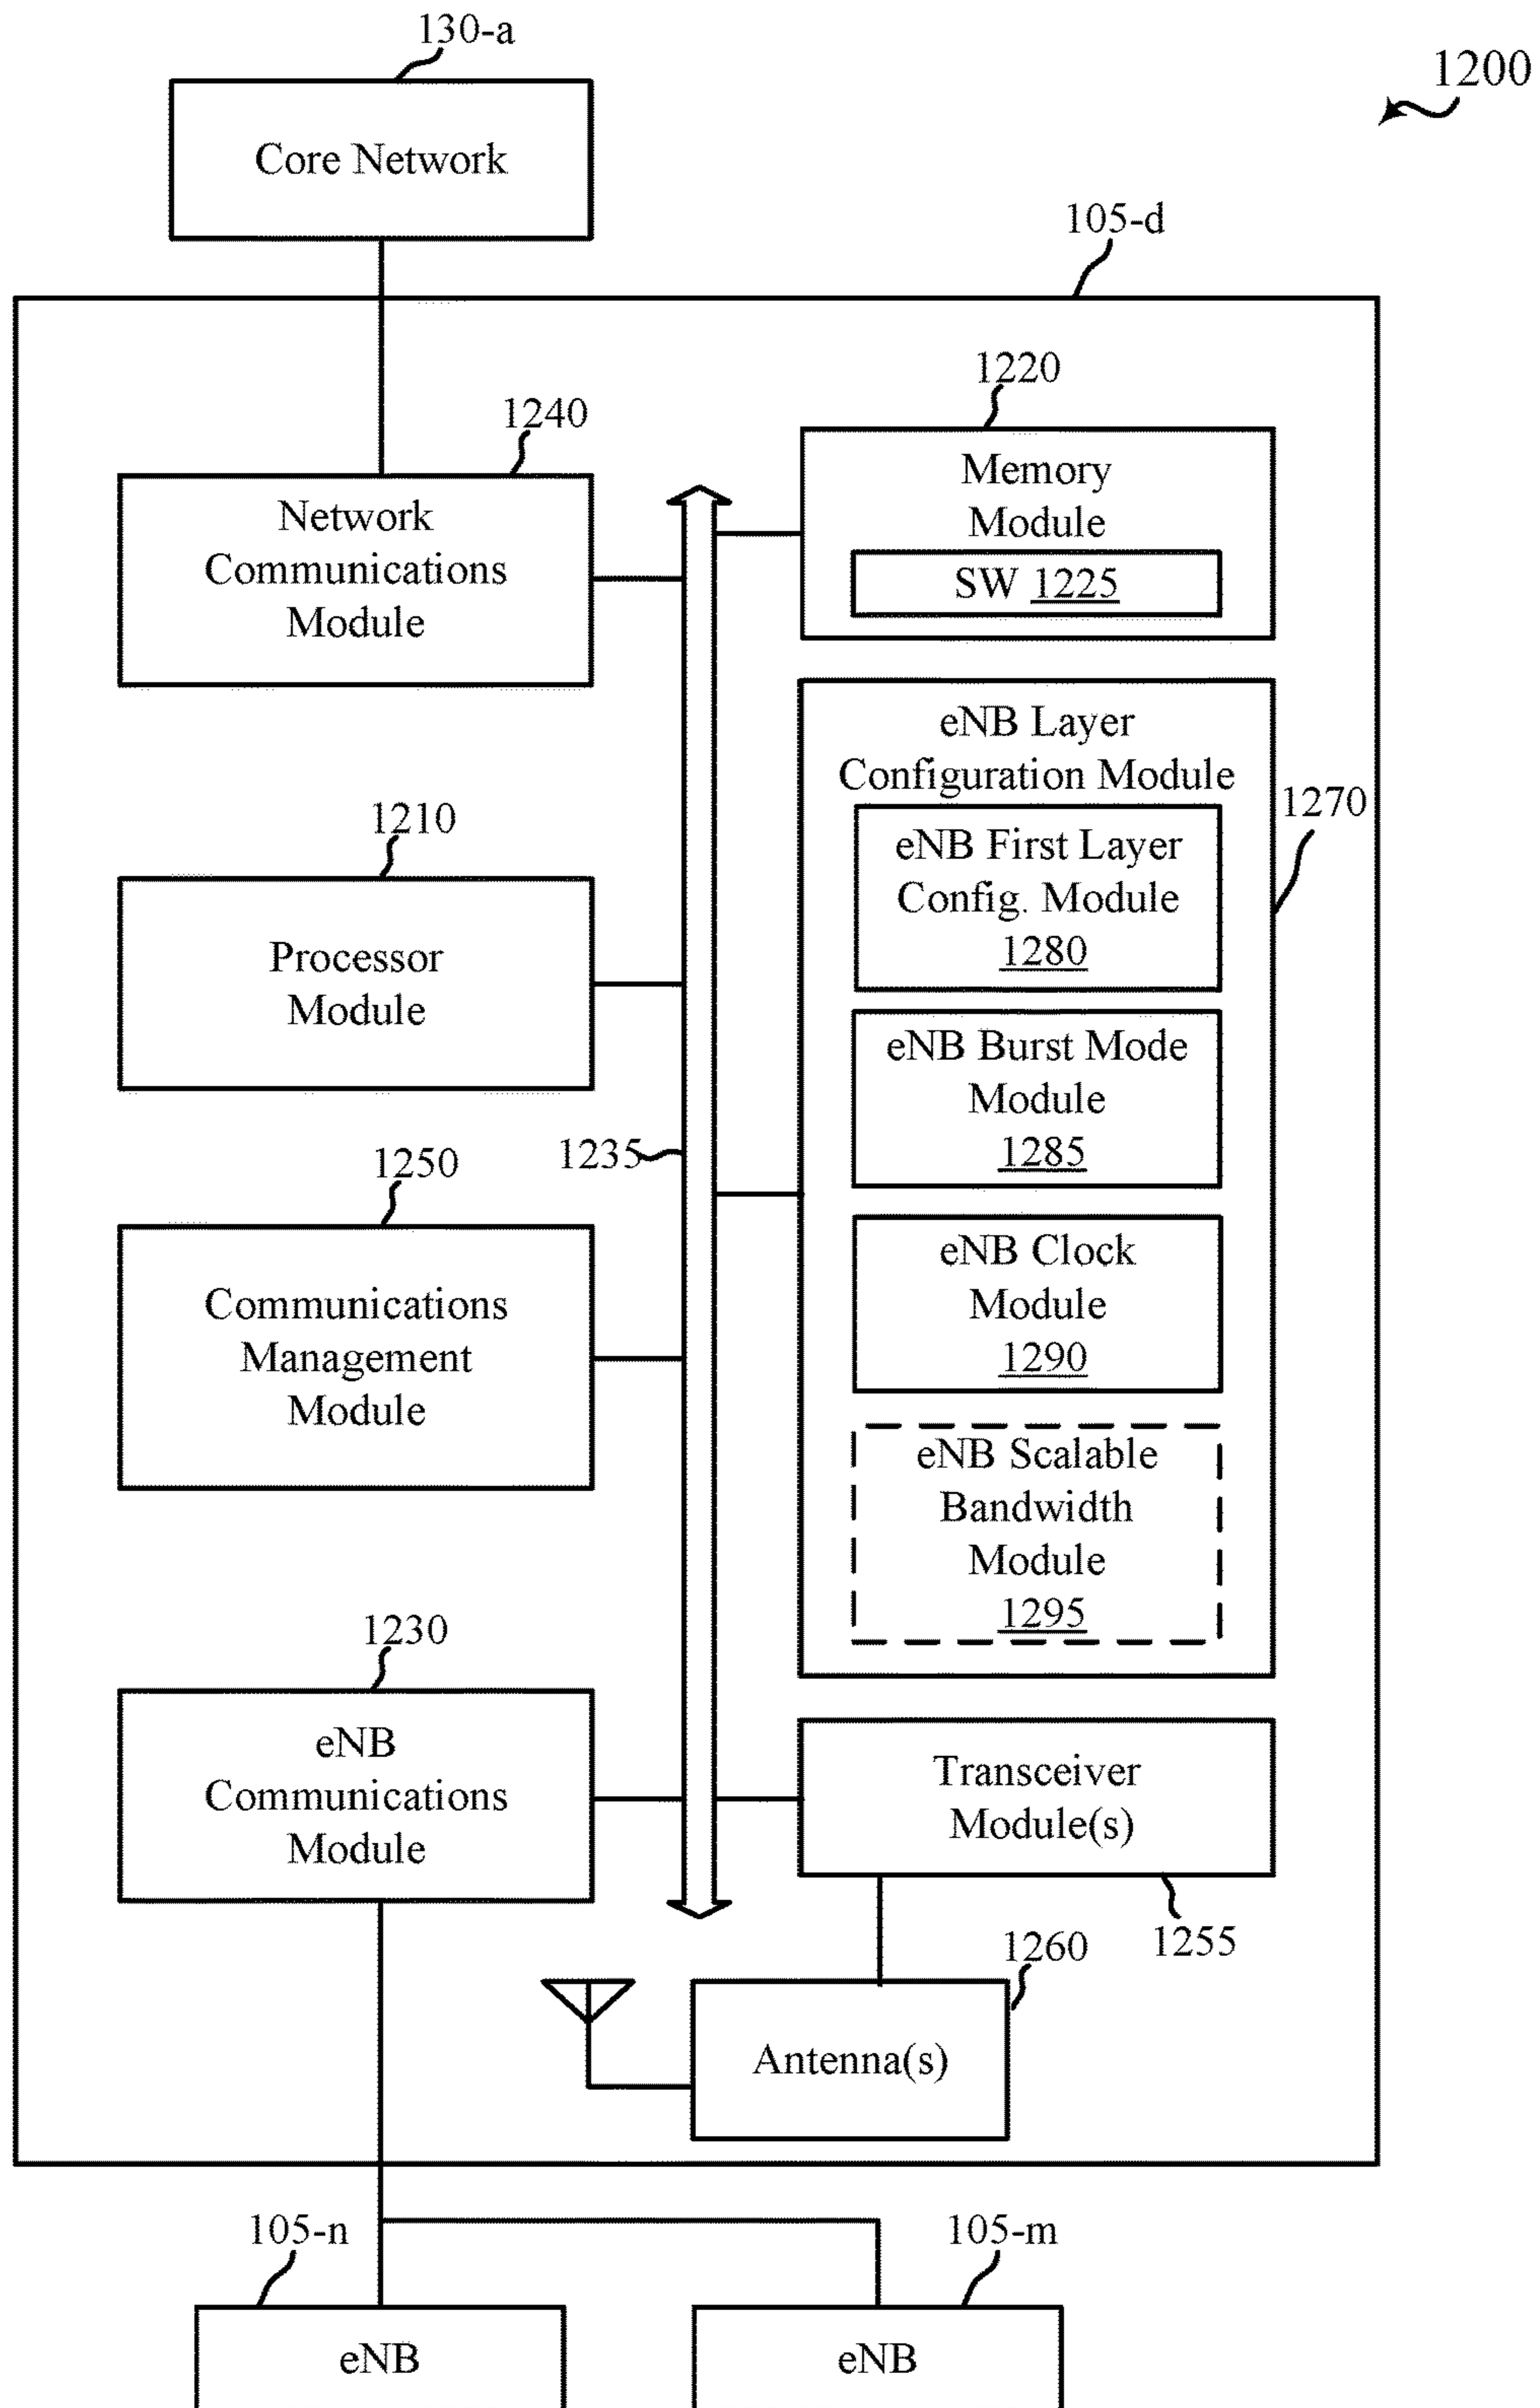 130-a
1200
Core Network
105-d
1220
1240
Memory
Module
SW 1225
Network
Communications
Module
eNB Layer
Configuration Module
1270
eNB First Layer
Config. Module
1280
1210
Processor
Module
eNB Burst Mode
Module
1285
1235
1250
Communications
Management
Module
eNB Clock
Module
1290
eNB Scalable
Bandwidth
Module
1295
1230
eNB
Communications
Module
Transceiver
Module(s)
1255
1260
Antenna(s)
105-n
105-m
eNB
eNB